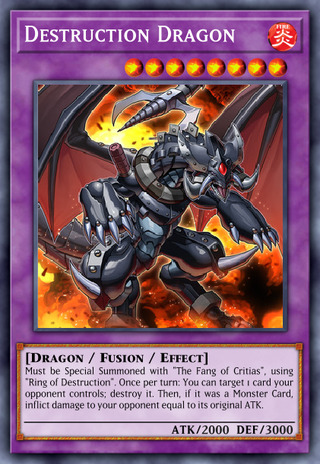 DESTRUCTION DRAGON
FIRE
炎
[DRAGON / FUSION / EFFECT]
Must be Special Summoned with "The Fang of Critias", using
"Ring of Destruction". Once per turn: You can target 1 card your
opponent controls; destroy it. Then, if it was a Monster Card,
inflict damage to your opponent equal to its original ATK.
ATK/2000 DEF/3000